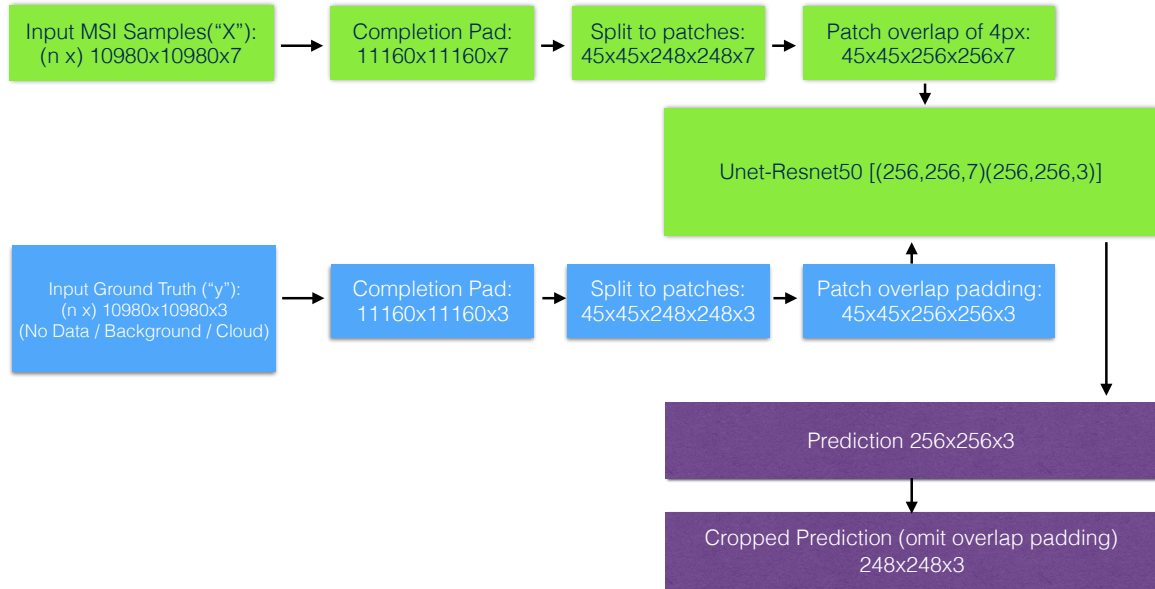 Input MSI Samples(“X”):
(n x) 10980x10980x7
Completion Pad:
11160x11160x7
Split to patches:
45x45x248x248x7
Patch overlap of 4px:
45x45x256x256x7
Unet-Resnet50 [(256,256,7)(256,256,3)]
Input Ground Truth (“y”):
(n x) 10980x10980x3
(No Data / Background / Cloud)
Completion Pad:
11160x11160x3
Split to patches:
45x45x248x248x3
Patch overlap padding:
45x45x256x256x3
Prediction 256x256x3
Cropped Prediction (omit overlap padding)
248x248x3